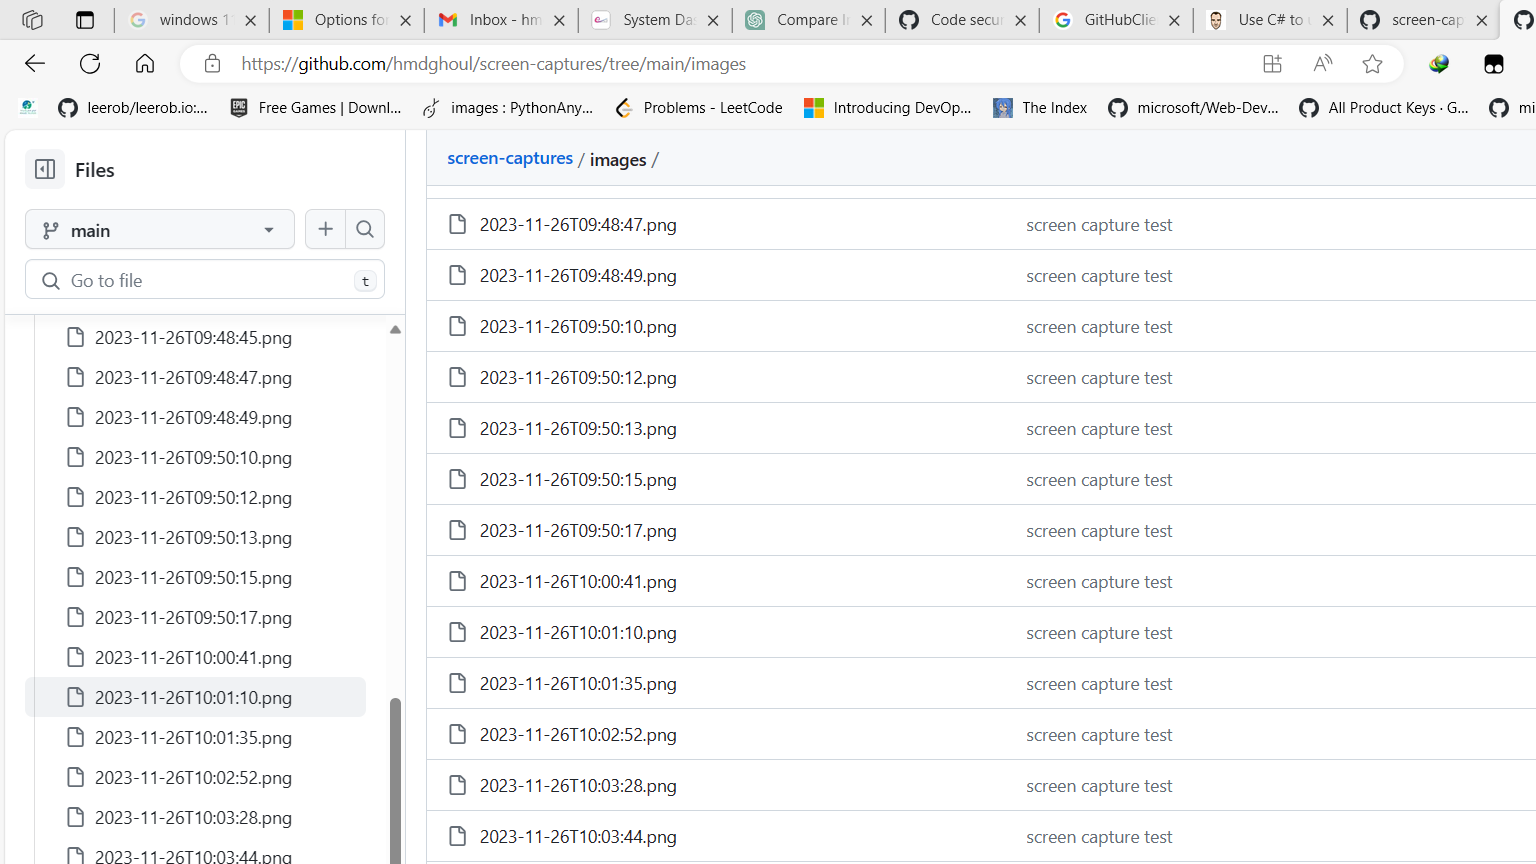 windows 1
Options fo
Inbox - hm
System Das
Compare I
Code secur
GitHubClie
Use C# to
screen-cap
https://github.com/hmdghoul/screen-captures/tree/main/images
leerob/leerob.io:...
EPIC GAMES
Free Games | Downl...
images : PythonAny...
Problems - LeetCode
Introducing DevOp...
The Index
microsoft/Web-Dev...
All Product Keys · G...
mi
Files
main
Go to file
t
2023-11-26T09:48:45.png
2023-11-26T09:48:47.png
2023-11-26T09:48:49.png
2023-11-26T09:50:10.png
2023-11-26T09:50:12.png
2023-11-26T09:50:13.png
2023-11-26T09:50:15.png
2023-11-26T09:50:17.png
2023-11-26T10:00:41.png
2023-11-26T10:01:10.png
2023-11-26T10:01:35.png
2023-11-26T10:02:52.png
2023-11-26T10:03:28.png
2023-11-26T10:03:44.png
screen-captures / images /
2023-11-26T09:48:47.png screen capture test
2023-11-26T09:48:49.png screen capture test
2023-11-26T09:50:10.png screen capture test
2023-11-26T09:50:12.png screen capture test
2023-11-26T09:50:13.png screen capture test
2023-11-26T09:50:15.png screen capture test
2023-11-26T09:50:17.png screen capture test
2023-11-26T10:00:41.png screen capture test
2023-11-26T10:01:10.png screen capture test
2023-11-26T10:01:35.png screen capture test
2023-11-26T10:02:52.png screen capture test
2023-11-26T10:03:28.png screen capture test
2023-11-26T10:03:44.png screen capture test